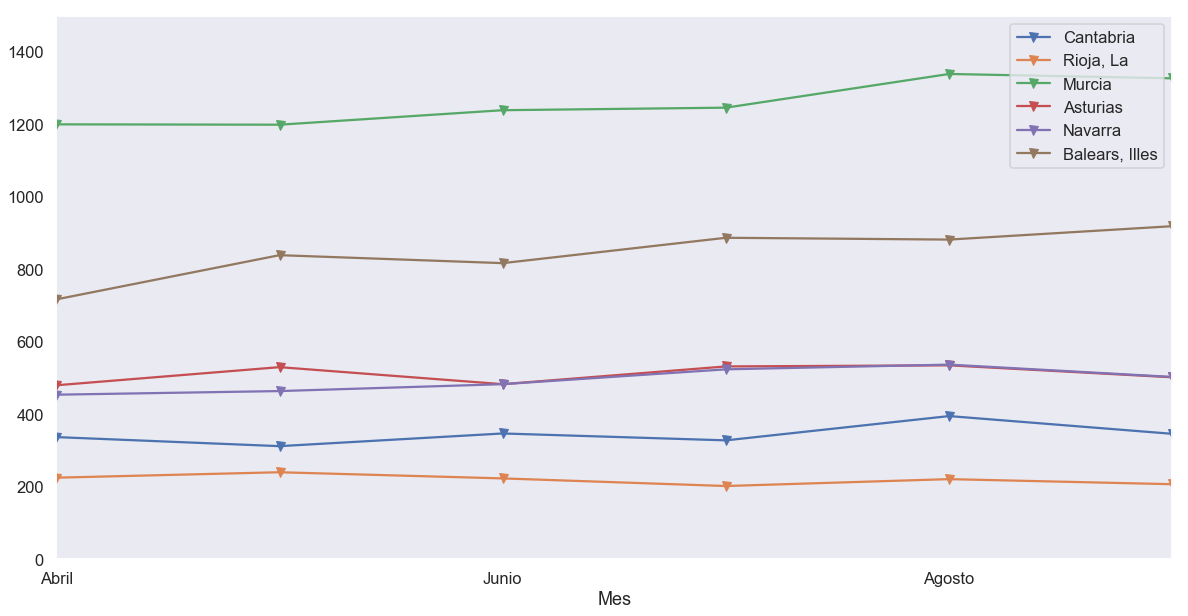 1400
1200
1000
800
600
400
200
0
Abril
Junio
Agosto
Mes
Cantabria
Rioja, La
Murcia
Asturias
Navarra
Balears, Illes